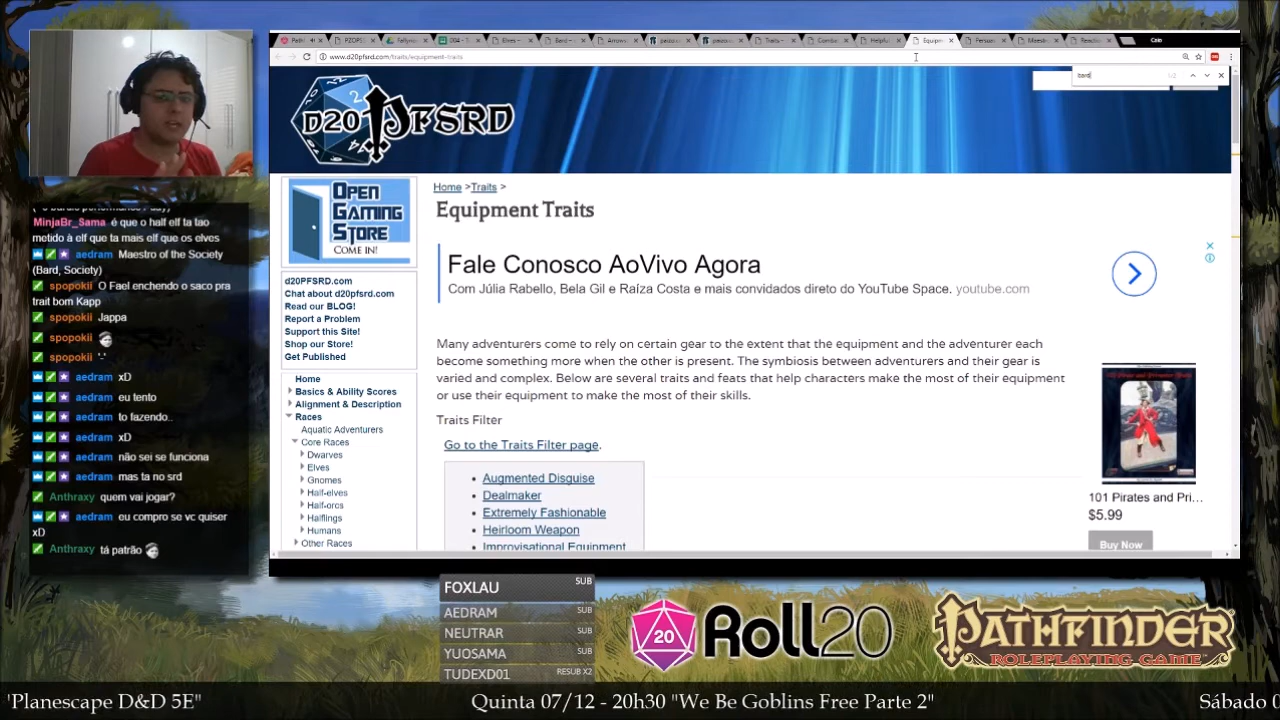 Caio
www.d20pfsrd.com/traits/equipment-traits
bard
D20PFSRD
OPEN
GAMING
STORE
COME IN!
Home >Traits >
Equipment Traits
Fale Conosco AoVivo Agora
Com Júlia Rabello, Bela Gil e Raíza Costa e mais convidados direto do YouTube Space. youtube.com
d20PFSRD.com
Chat about d20pfsrd.com
Read our BLOG!
Report a Problem
Support this Site!
Shop our Store!
Get Published
Home
Basics & Ability Scores
Alignment & Description
Races
Aquatic Adventurers
Core Races
Dwarves
Elves
Gnomes
Half-elves
Half-orcs
Halflings
Humans
Other Races
Many adventurers come to rely on certain gear to the extent that the equipment and the adventurer each
become something more when the other is present. The symbiosis between adventurers and their gear is
varied and complex. Below are several traits and feats that help characters make the most of their equipment
or use their equipment to make the most of their skills.
Traits Filter
Go to the Traits Filter page.
Augmented Disguise
Dealmaker
Extremely Fashionable
Heirloom Weapon
Improvisational Equipment
101 Pirates and Pri...
$5.99
Buy Now
MinjaBr_Sama é que o half elf ta tao
metido à elf que ta mais elf que os elves
aedram Maestro of the Society
(Bard, Society)
spopokii O Fael enchendo o saco pra
trait bom Kapp
spopokii Jappa
spopokii
spopokii '-'
aedram xD
aedram eu tento
aedram to fazendo..
aedram xD
aedram não sei se funciona
aedram mas ta no srd
Anthraxy quem vai jogar?
aedram eu compro se vc quiser
xD
Anthraxy tá patrão
FOXLAU SUB
AEDRAM SUB
NEUTRAR SUB
YUOSAMA SUB
TUDEXD01 RESUB X2
20
Roll20
PATHFINDER
ROLEPLAYING GAME
'Planescape D&D 5E" Quinta 07/12 - 20h30 "We Be Goblins Free Parte 2" Sábado